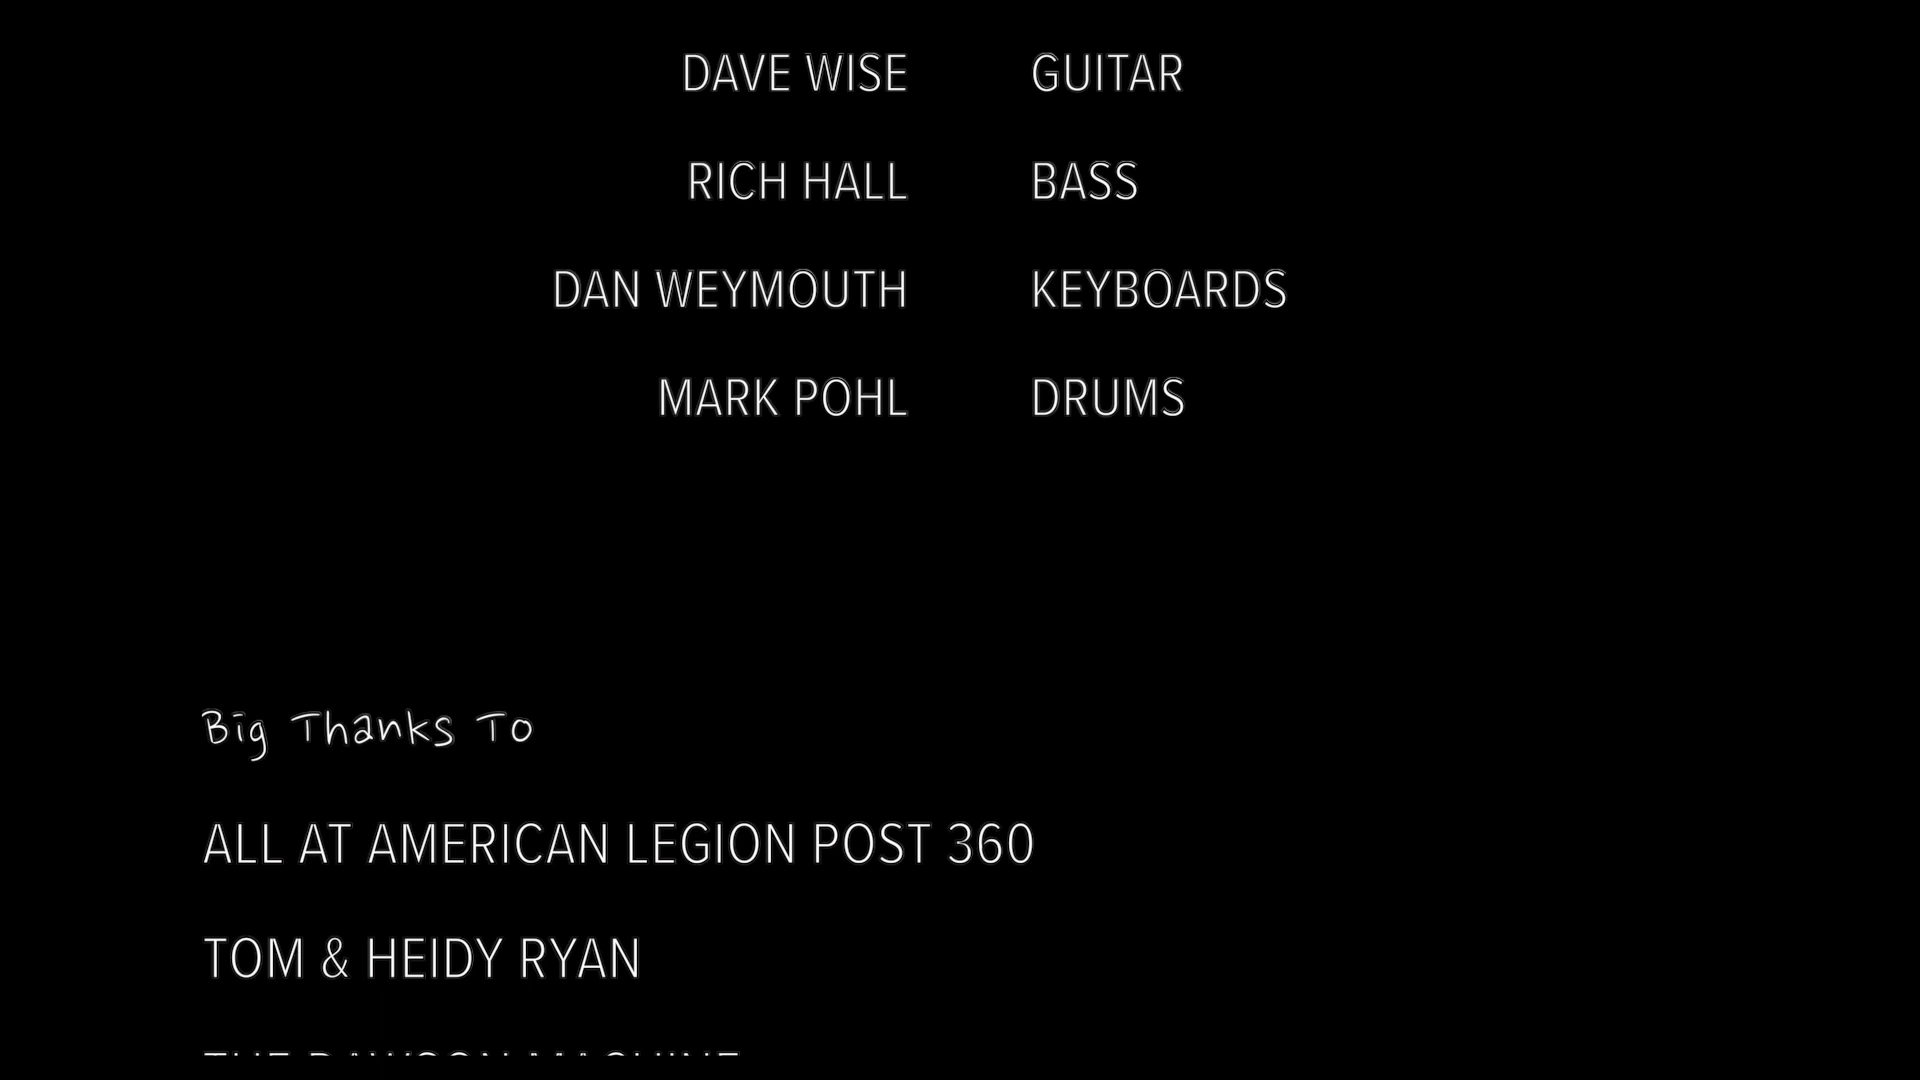 DAVE WISE GUITAR
RICH HALL BASS
DAN WEYMOUTH KEYBOARDS
MARK POHL DRUMS
Big Thanks To
ALL AT AMERICAN LEGION POST 360
TOM & HEIDY RYAN